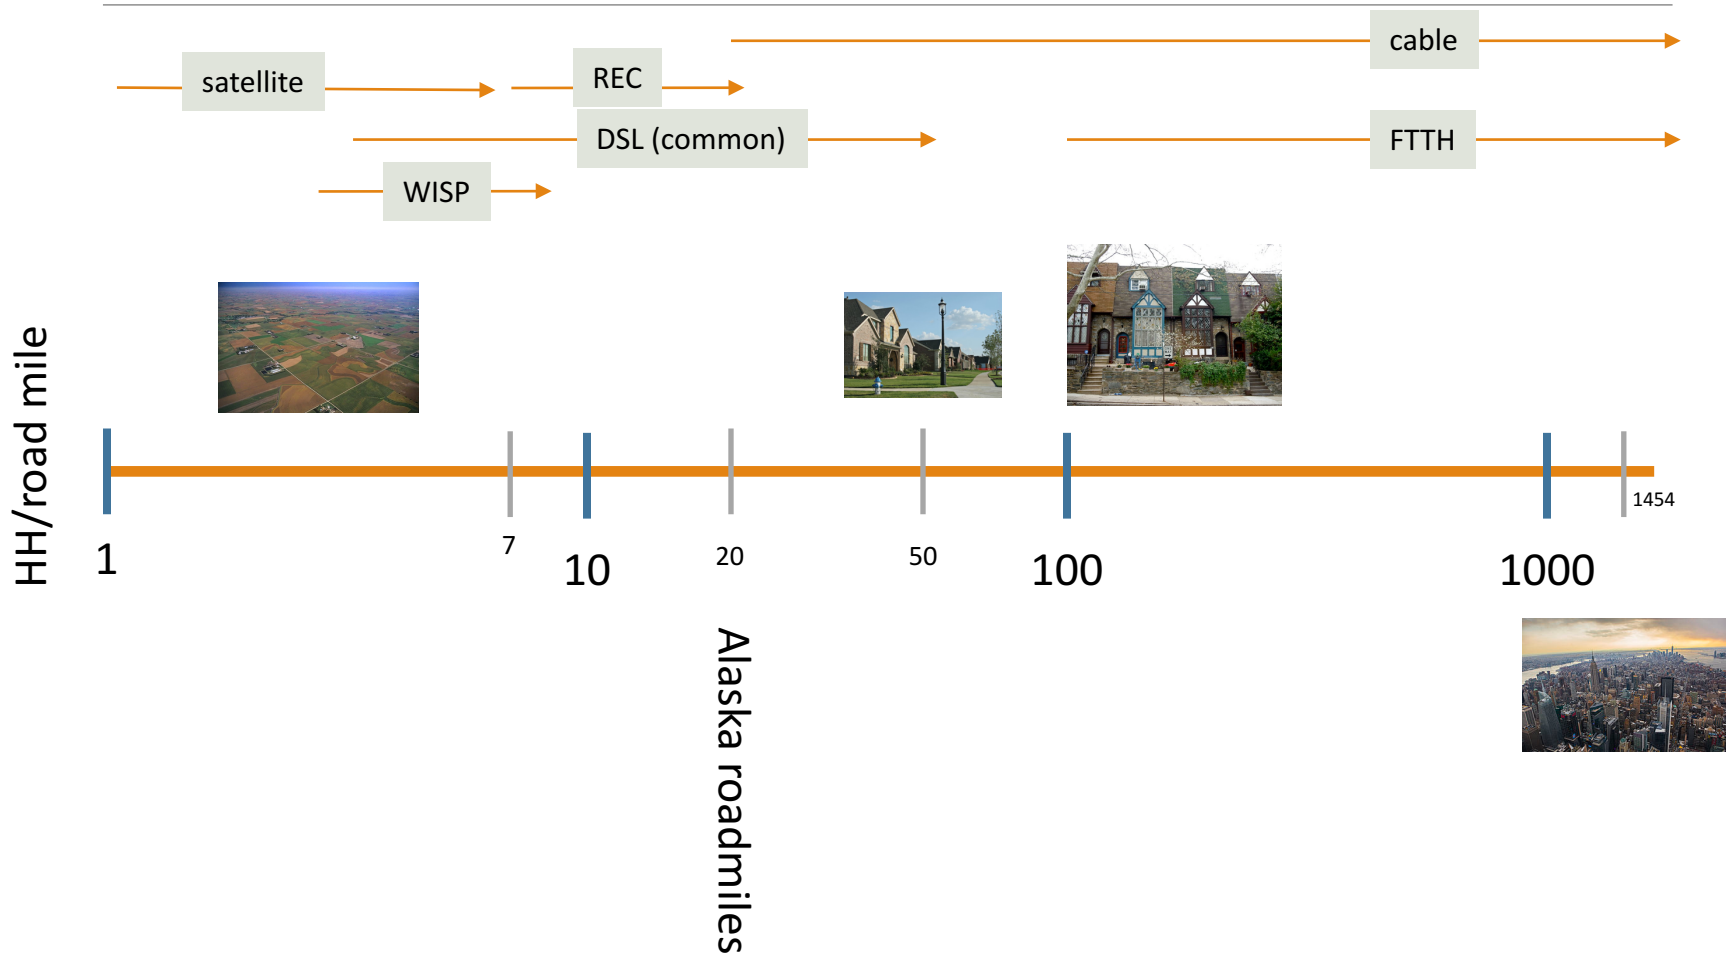 cable
satellite
REC
DSL (common)
FTTH
WISP
HH/road mile
1454
1
7
10
20
50
100
1000
Alaska roadmiles